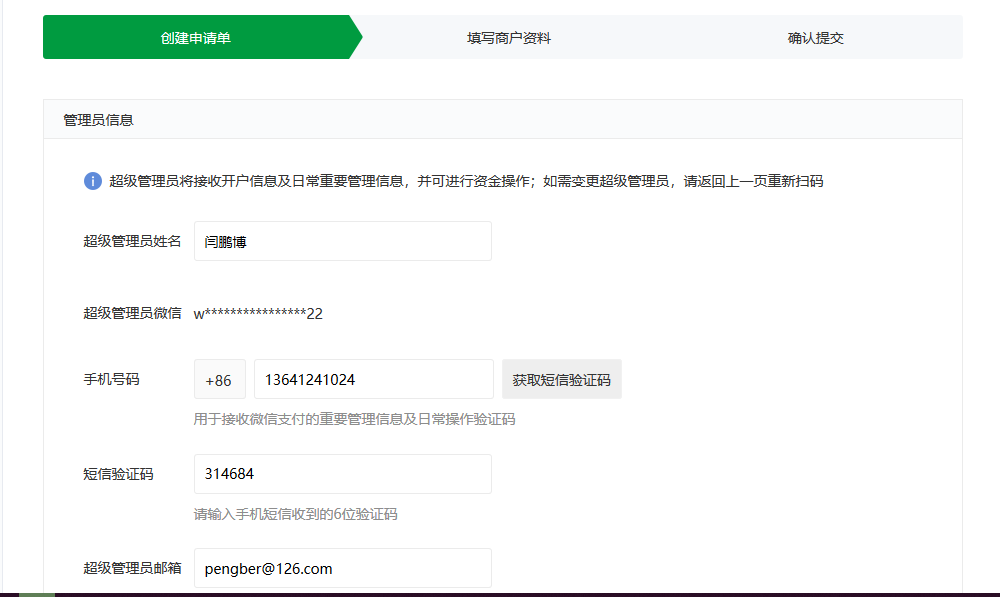 创建申请单 填写商户资料 确认提交
管理员信息
超级管理员将接收开户信息及日常重要管理信息，并可进行资金操作；如需变更超级管理员，请返回上一页重新扫码
超级管理员姓名 闫鹏博
超级管理员微信 w****************22
手机号码 +86 13641241024 获取短信验证码
用于接收微信支付的重要管理信息及日常操作验证码
短信验证码 314684
请输入手机短信收到的6位验证码
超级管理员邮箱 pengber@126.com